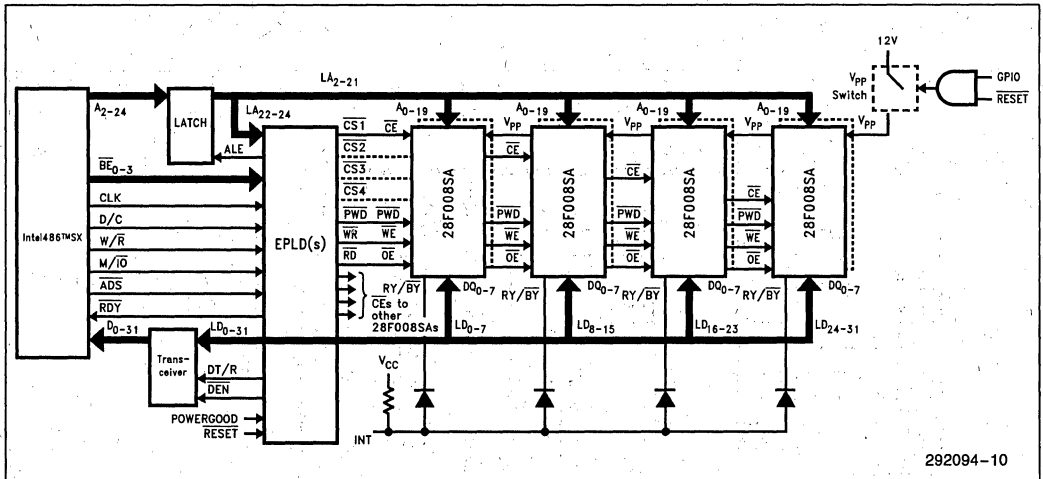 12V
LA2-21
VPP
Switch
GPIO
RESET
A2-24
LATCH
LA22-24
A0-19
A0-19
A0-19
A0-19
VPP
VPP
VPP
VPP
ALE
CS1
CE
CS2
CE
CS3
CE
CS4
CE
BE0-3
CLK
D/C
W/R
M/IO
ADS
RDY
Intel486™SX
EPLD(s)
28F008SA
28F008SA
28F008SA
28F008SA
PWD
PWD
PWD
PWD
PWD
WR
WE
WE
WE
WE
RD
OE
OE
OE
OE
RY/BY
DQ0-7
RY/BY
DQ0-7
RY/BY
DQ0-7
RY/BY
DQ0-7
CEs to
other
28F008SAs
D0-31
LD0-31
LD0-7
LD8-15
LD16-23
LD24-31
Trans-
ceiver
DT/R
DEN
VCC
POWERGOOD
RESET
INT
292094-10